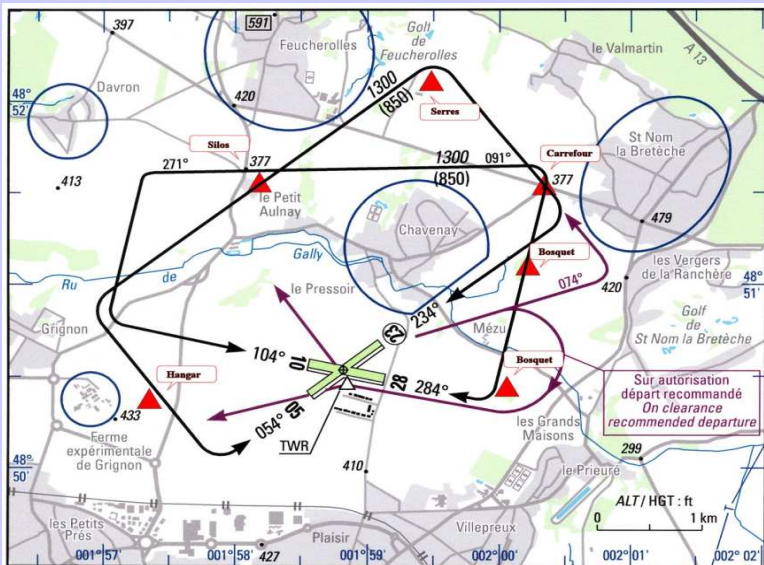 397
591
Feucherolles
Golf
de
Feucherolles
le Valmartin
A 13
Davron
48°
52'
420
1300
(850)
Serres
St Nom
la Bretèche
Silos
377
271°
1300
(850)
091°
Carrefour
377
413
le Petit
Aulnay
Chavenay
479
Gally
Bosquet
les Vergers
de la Ranchère
Ru
de
le Pressoir
074°
420
48°
51'
Grignon
234°
23
Mézu
Golf
de
St Nom la Bretèche
104°
10
Hangar
28
284°
Bosquet
Sur autorisation
départ recommandé
On clearance
recommended departure
433
054°
05
TWR
les Grands
Maisons
Ferme
expérimentale
de Grignon
48°
50'
410
le Prieuré
299
ALT / HGT : ft
0
1 km
les Petits
Prés
Plaisir
Villepreux
427
001°57'
001°58'
001°59'
002°00'
002°01'
002°02'